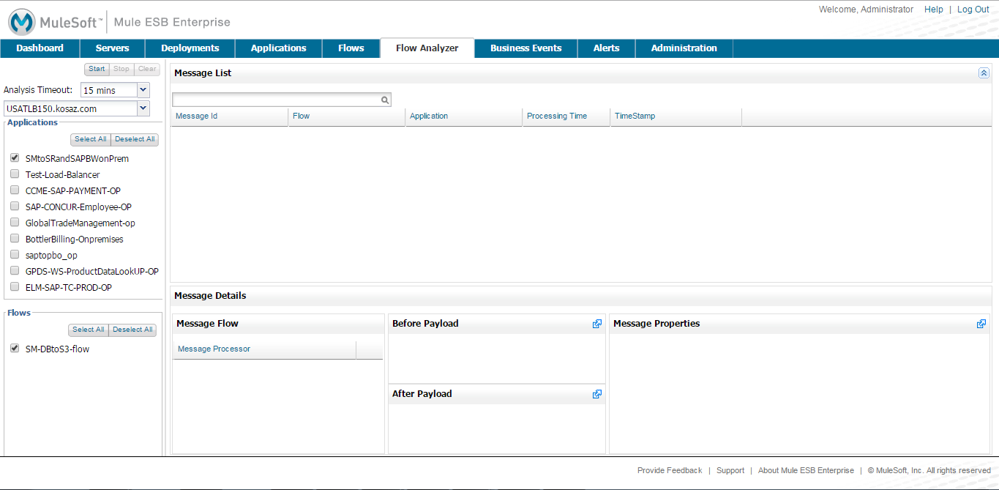 Welcome, Administrator Help | Log Out
MuleSoft™ Mule ESB Enterprise
Dashboard Servers Deployments Applications Flows Flow Analyzer Business Events Alerts Administration
Start Stop Clear
Analysis Timeout: 15 mins
USATLB150.kosaz.com
Applications
Select All Deselect All
SMtoSRandSAPBWonPrem
Test-Load-Balancer
CCME-SAP-PAYMENT-OP
SAP-CONCUR-Employee-OP
GlobalTradeManagement-op
BottlerBilling-Onpremises
saptopbo_op
GPDS-WS-ProductDataLookUP-OP
ELM-SAP-TC-PROD-OP
Flows
Select All Deselect All
SM-DBtoS3-flow
Message List
Message Id Flow Application Processing Time TimeStamp
Message Details
Message Flow
Message Processor
Before Payload
After Payload
Message Properties
Provide Feedback | Support | About Mule ESB Enterprise | © MuleSoft, Inc. All rights reserved